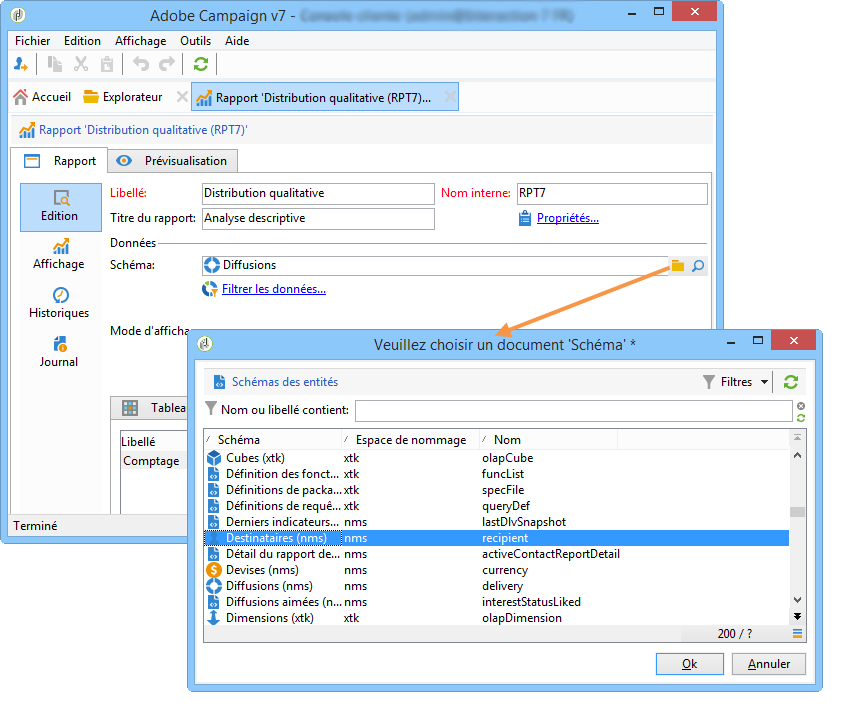 Adobe Campaign v7 -
Fichier Edition Affichage Outils Aide
Accueil Explorateur Rapport 'Distribution qualitative (RPT7)...
Rapport 'Distribution qualitative (RPT7)'
Rapport Prévisualisation
Edition
Affichage
Historiques
Journal
Libellé: Distribution qualitative Nom interne: RPT7
Titre du rapport: Analyse descriptive Propriétés...
Données
Schéma: Diffusions
Filtrer les données...
Mode d'afficha
Tablea
Libellé
Comptage
Terminé
Veuillez choisir un document 'Schéma' *
Schémas des entités Filtres
Nom ou libellé contient:
Schéma Espace de nommage Nom
Cubes (xtk) xtk olapCube
Définition des fonct... xtk funcList
Définitions de packa... xtk specFile
Définitions de requê... xtk queryDef
Derniers indicateurs... nms lastDlvSnapshot
Destinataires (nms) nms recipient
Détail du rapport de... nms activeContactReportDetail
Devises (nms) nms currency
Diffusions (nms) nms delivery
Diffusions aimées (n... nms interestStatusLiked
Dimensions (xtk) xtk olapDimension
200 / ?
Ok Annuler